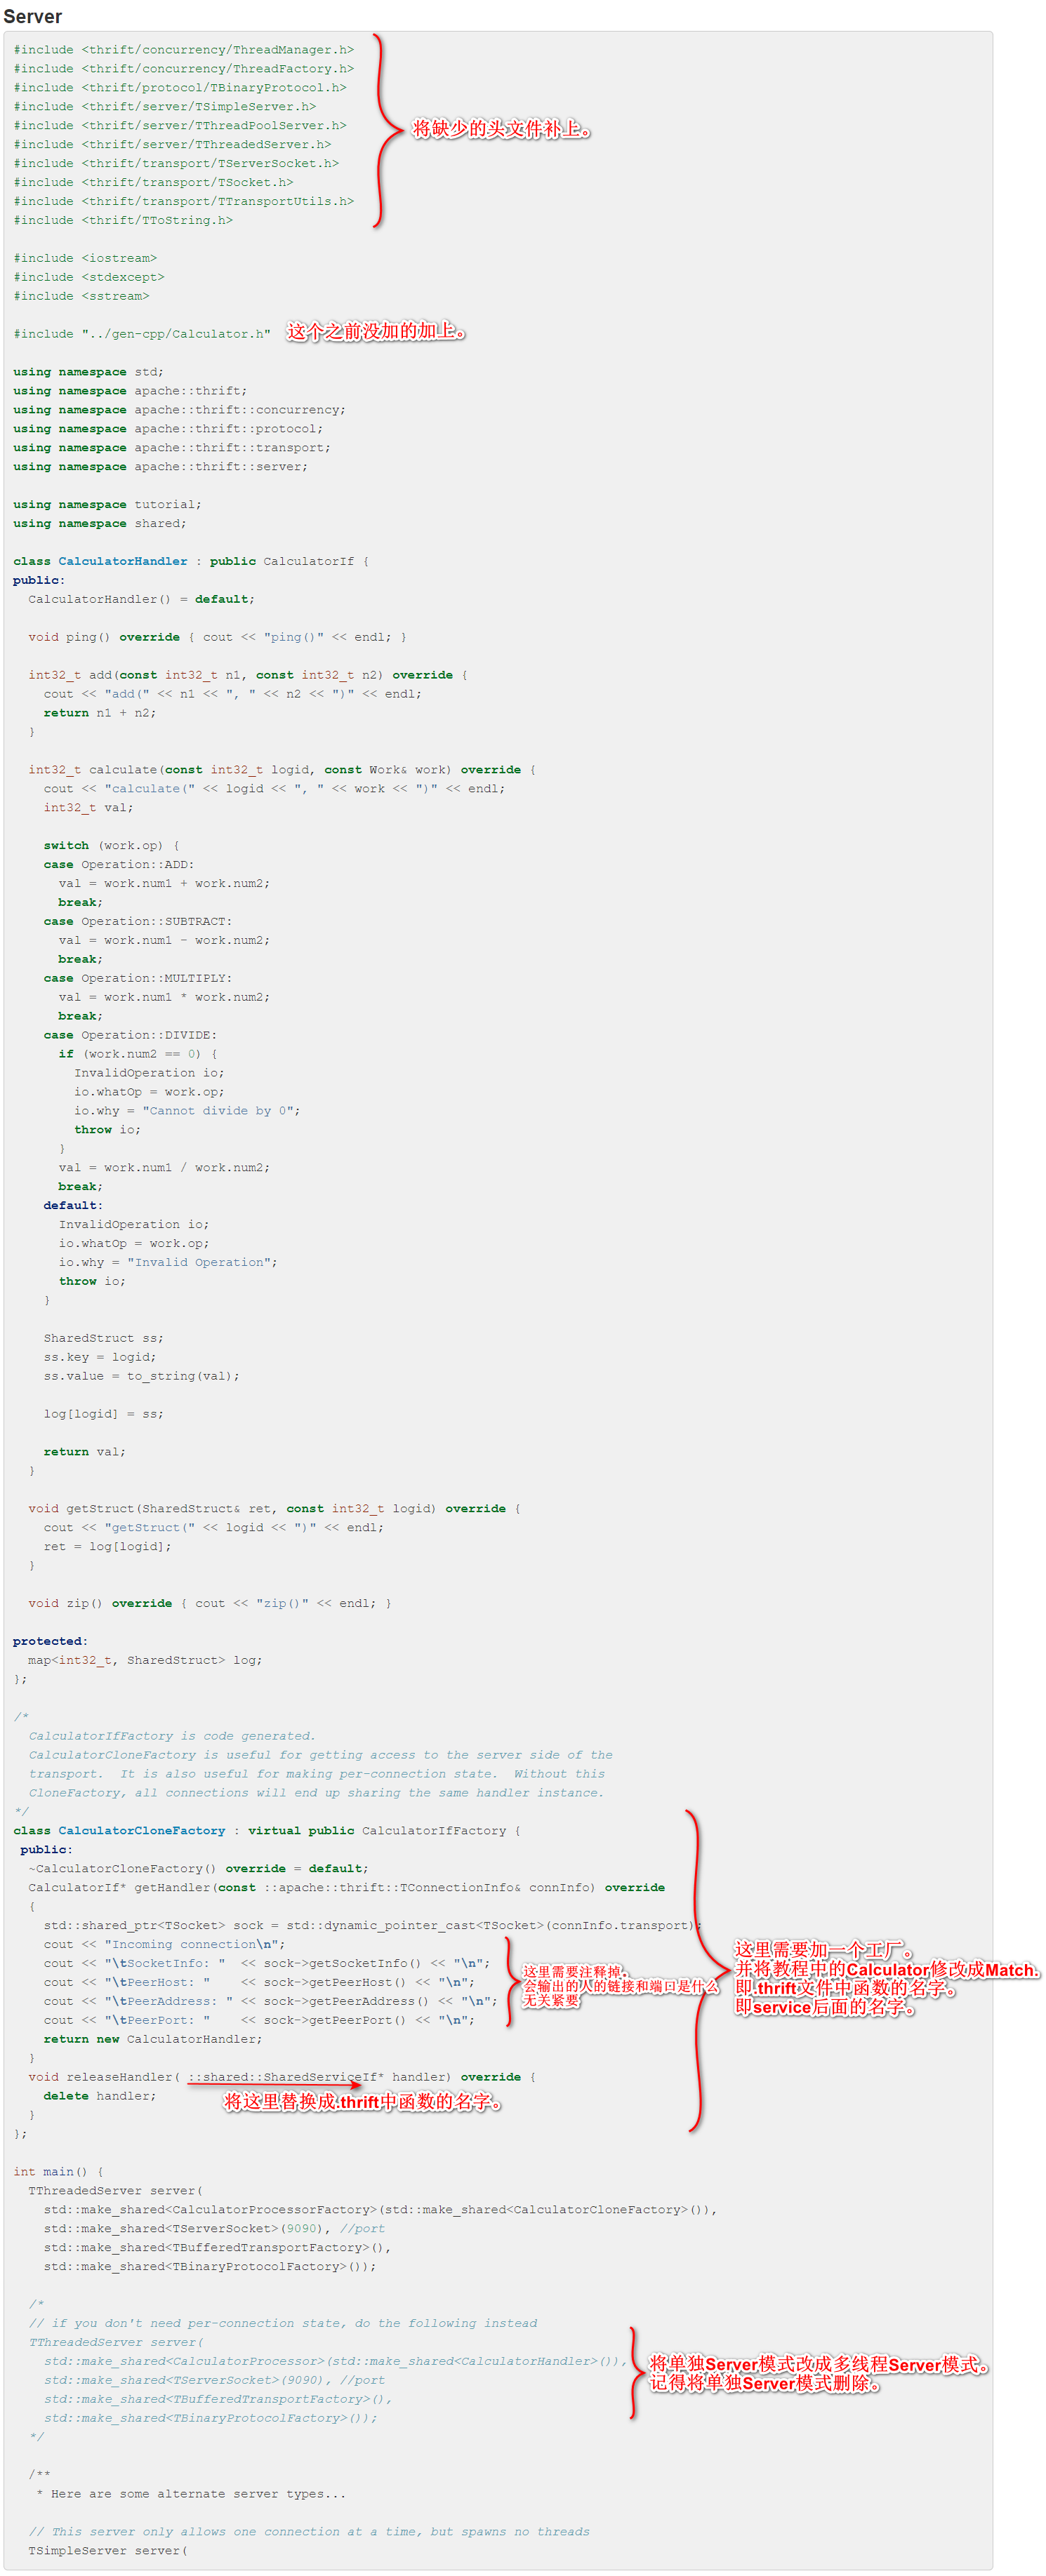 Server
#include <thrift/concurrency/ThreadManager.h>
#include <thrift/concurrency/ThreadFactory.h>
#include <thrift/protocol/TBinaryProtocol.h>
#include <thrift/server/TSimpleServer.h>
#include <thrift/server/TThreadPoolServer.h>
#include <thrift/server/TThreadedServer.h>
#include <thrift/transport/TServerSocket.h>
#include <thrift/transport/TSocket.h>
#include <thrift/transport/TTransportUtils.h>
#include <thrift/TToString.h>
将缺少的头文件补上。
#include <iostream>
#include <stdexcept>
#include <sstream>
#include "../gen-cpp/Calculator.h"
这个之前没加的加上。
using namespace std;
using namespace apache::thrift;
using namespace apache::thrift::concurrency;
using namespace apache::thrift::protocol;
using namespace apache::thrift::transport;
using namespace apache::thrift::server;
using namespace tutorial;
using namespace shared;
class CalculatorHandler : public CalculatorIf {
public:
  CalculatorHandler() = default;
  void ping() override { cout << "ping()" << endl; }
  int32_t add(const int32_t n1, const int32_t n2) override {
    cout << "add(" << n1 << ", " << n2 << ")" << endl;
    return n1 + n2;
  }
  int32_t calculate(const int32_t logid, const Work& work) override {
    cout << "calculate(" << logid << ", " << work << ")" << endl;
    int32_t val;
    switch (work.op) {
    case Operation::ADD:
      val = work.num1 + work.num2;
      break;
    case Operation::SUBTRACT:
      val = work.num1 - work.num2;
      break;
    case Operation::MULTIPLY:
      val = work.num1 * work.num2;
      break;
    case Operation::DIVIDE:
      if (work.num2 == 0) {
        InvalidOperation io;
        io.whatOp = work.op;
        io.why = "Cannot divide by 0";
        throw io;
      }
      val = work.num1 / work.num2;
      break;
    default:
      InvalidOperation io;
      io.whatOp = work.op;
      io.why = "Invalid Operation";
      throw io;
    }
    SharedStruct ss;
    ss.key = logid;
    ss.value = to_string(val);
    log[logid] = ss;
    return val;
  }
  void getStruct(SharedStruct& ret, const int32_t logid) override {
    cout << "getStruct(" << logid << ")" << endl;
    ret = log[logid];
  }
  void zip() override { cout << "zip()" << endl; }
protected:
  map<int32_t, SharedStruct> log;
};
/*
  CalculatorIfFactory is code generated.
  CalculatorCloneFactory is useful for getting access to the server side of the
  transport.  It is also useful for making per-connection state.  Without this
  CloneFactory, all connections will end up sharing the same handler instance.
*/
class CalculatorCloneFactory : virtual public CalculatorIfFactory {
 public:
  ~CalculatorCloneFactory() override = default;
  CalculatorIf* getHandler(const ::apache::thrift::TConnectionInfo& connInfo) override
  {
    std::shared_ptr<TSocket> sock = std::dynamic_pointer_cast<TSocket>(connInfo.transport);
    cout << "Incoming connection\n";
    cout << "\tSocketInfo: "  << sock->getSocketInfo() << "\n";
    cout << "\tPeerHost: "    << sock->getPeerHost() << "\n";
    cout << "\tPeerAddress: " << sock->getPeerAddress() << "\n";
    cout << "\tPeerPort: "    << sock->getPeerPort() << "\n";
    return new CalculatorHandler;
  }
  void releaseHandler( ::shared::SharedServiceIf* handler) override {
    delete handler;
  }
};
这里需要注释掉，
会输出的人的链接和端口是什么
无关紧要
这里需要加一个工厂。
并将教程中的Calculator修改成Match.
即.thrift文件中函数的名字。
即service后面的名字。
将这里替换成.thrift中函数的名字。
int main() {
  TThreadedServer server(
    std::make_shared<CalculatorProcessorFactory>(std::make_shared<CalculatorCloneFactory>()),
    std::make_shared<TServerSocket>(9090), //port
    std::make_shared<TBufferedTransportFactory>(),
    std::make_shared<TBinaryProtocolFactory>());
  /*
  // if you don't need per-connection state, do the following instead
  TThreadedServer server(
    std::make_shared<CalculatorProcessor>(std::make_shared<CalculatorHandler>()),
    std::make_shared<TServerSocket>(9090), //port
    std::make_shared<TBufferedTransportFactory>(),
    std::make_shared<TBinaryProtocolFactory>());
  */
将单独Server模式改成多线程Server模式。
记得将单独Server模式删除。
  /**
   * Here are some alternate server types...
  // This server only allows one connection at a time, but spawns no threads
  TSimpleServer server(